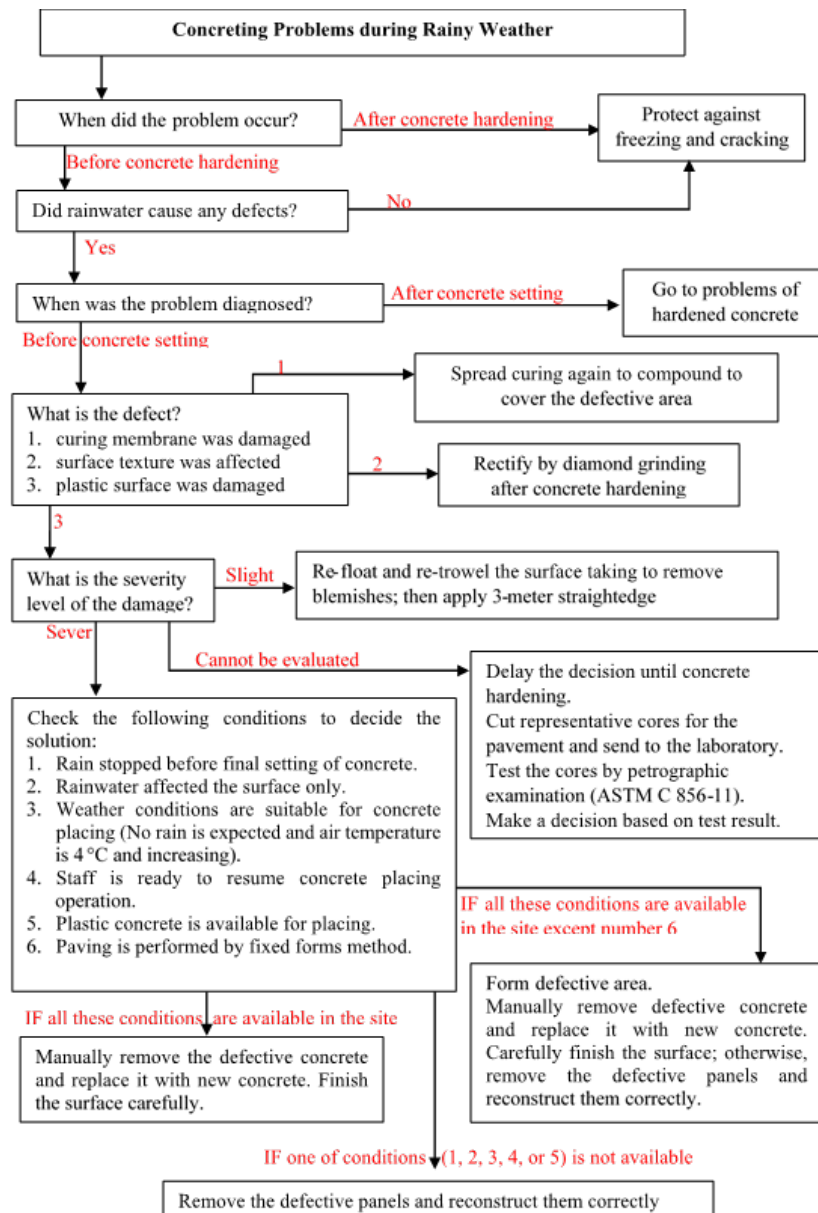 Concreting Problems during Rainy Weather
When did the problem occur?
After concrete hardening
Protect against
freezing and cracking
Before concrete hardening
Did rainwater cause any defects?
No
Yes
When was the problem diagnosed?
After concrete setting
Go to problems of
hardened concrete
Before concrete setting
1
Spread curing again to compound to
cover the defective area
What is the defect?
1. curing membrane was damaged
2. surface texture was affected
3. plastic surface was damaged
2
Rectify by diamond grinding
after concrete hardening
3
What is the severity
level of the damage?
Slight
Re-float and re-trowel the surface taking to remove
blemishes; then apply 3-meter straightedge
Sever
Cannot be evaluated
Delay the decision until concrete
hardening.
Cut representative cores for the
pavement and send to the laboratory.
Test the cores by petrographic
examination (ASTM C 856-11).
Make a decision based on test result.
Check the following conditions to decide the
solution:
1. Rain stopped before final setting of concrete.
2. Rainwater affected the surface only.
3. Weather conditions are suitable for concrete
placing (No rain is expected and air temperature
is 4 °C and increasing).
4. Staff is ready to resume concrete placing
operation.
5. Plastic concrete is available for placing.
6. Paving is performed by fixed forms method.
IF all these conditions are available
in the site except number 6
Form defective area.
Manually remove defective concrete
and replace it with new concrete.
Carefully finish the surface; otherwise,
remove the defective panels and
reconstruct them correctly.
IF all these conditions are available in the site
Manually remove the defective concrete
and replace it with new concrete. Finish
the surface carefully.
IF one of conditions (1, 2, 3, 4, or 5) is not available
Remove the defective panels and reconstruct them correctly